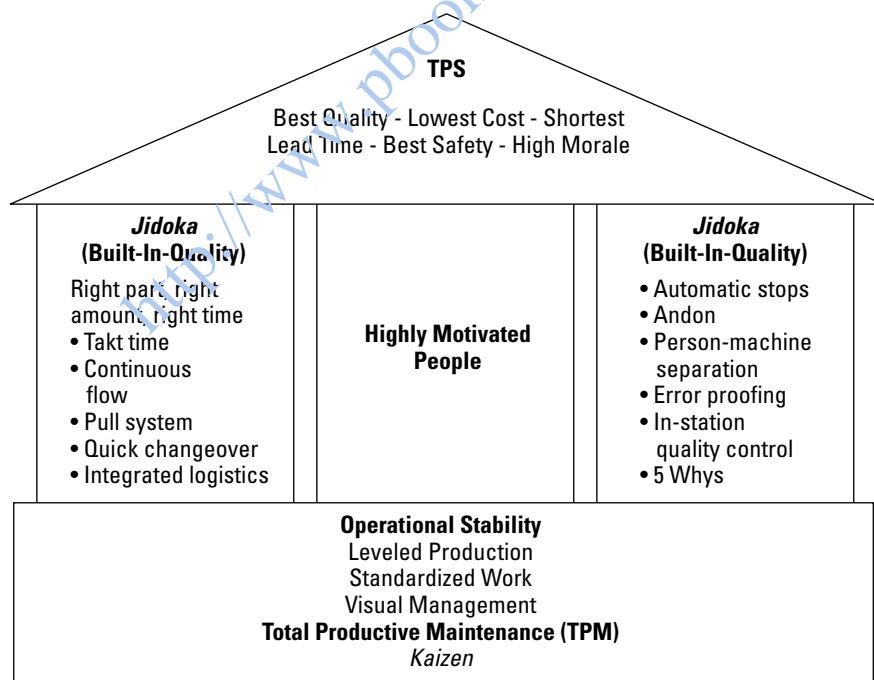 TPS
Best Quality - Lowest Cost - Shortest
Lead Time - Best Safety - High Morale
Jidoka
(Built-In-Quality)
Right part, right
amount, right time
• Takt time
• Continuous
flow
• Pull system
• Quick changeover
• Integrated logistics
Highly Motivated
People
Jidoka
(Built-In-Quality)
• Automatic stops
• Andon
• Person-machine
separation
• Error proofing
• In-station
quality control
• 5 Whys
Operational Stability
Leveled Production
Standardized Work
Visual Management
Total Productive Maintenance (TPM)
Kaizen
http://www.pboo